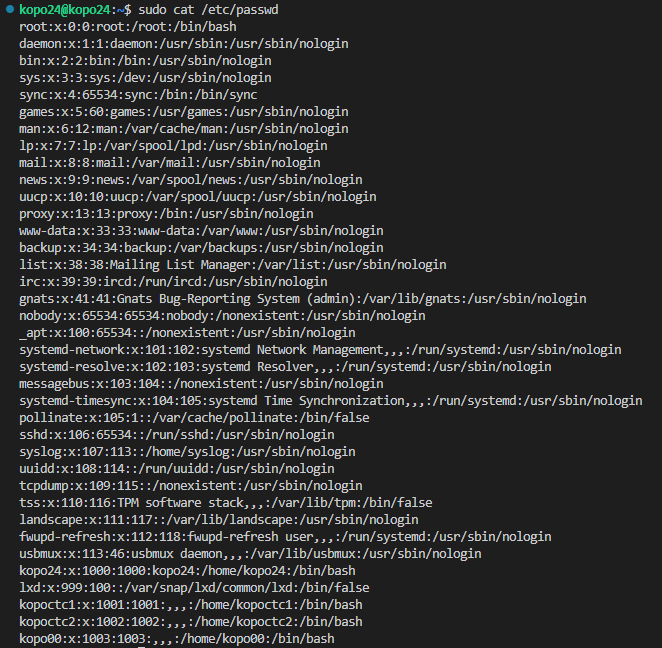 kopo24@kopo24:~$ sudo cat /etc/passwd
root:x:0:0:root:/root:/bin/bash
daemon:x:1:1:daemon:/usr/sbin:/usr/sbin/nologin
bin:x:2:2:bin:/bin:/usr/sbin/nologin
sys:x:3:3:sys:/dev:/usr/sbin/nologin
sync:x:4:65534:sync:/bin:/bin/sync
games:x:5:60:games:/usr/games:/usr/sbin/nologin
man:x:6:12:man:/var/cache/man:/usr/sbin/nologin
lp:x:7:7:lp:/var/spool/lpd:/usr/sbin/nologin
mail:x:8:8:mail:/var/mail:/usr/sbin/nologin
news:x:9:9:news:/var/spool/news:/usr/sbin/nologin
uucp:x:10:10:uucp:/var/spool/uucp:/usr/sbin/nologin
proxy:x:13:13:proxy:/bin:/usr/sbin/nologin
www-data:x:33:33:www-data:/var/www:/usr/sbin/nologin
backup:x:34:34:backup:/var/backups:/usr/sbin/nologin
list:x:38:38:Mailing List Manager:/var/list:/usr/sbin/nologin
irc:x:39:39:ircd:/run/ircd:/usr/sbin/nologin
gnats:x:41:41:Gnats Bug-Reporting System (admin):/var/lib/gnats:/usr/sbin/nologin
nobody:x:65534:65534:nobody:/nonexistent:/usr/sbin/nologin
_apt:x:100:65534::/nonexistent:/usr/sbin/nologin
systemd-network:x:101:102:systemd Network Management,,,:/run/systemd:/usr/sbin/nologin
systemd-resolve:x:102:103:systemd Resolver,,,:/run/systemd:/usr/sbin/nologin
messagebus:x:103:104::/nonexistent:/usr/sbin/nologin
systemd-timesync:x:104:105:systemd Time Synchronization,,,:/run/systemd:/usr/sbin/nologin
pollinate:x:105:1::/var/cache/pollinate:/bin/false
sshd:x:106:65534::/run/sshd:/usr/sbin/nologin
syslog:x:107:113::/home/syslog:/usr/sbin/nologin
uuidd:x:108:114::/run/uuidd:/usr/sbin/nologin
tcpdump:x:109:115::/nonexistent:/usr/sbin/nologin
tss:x:110:116:TPM software stack,,,:/var/lib/tpm:/bin/false
landscape:x:111:117::/var/lib/landscape:/usr/sbin/nologin
fwupd-refresh:x:112:118:fwupd-refresh user,,,:/run/systemd:/usr/sbin/nologin
usbmux:x:113:46:usbmux daemon,,,:/var/lib/usbmux:/usr/sbin/nologin
kopo24:x:1000:1000:kopo24:/home/kopo24:/bin/bash
lxd:x:999:100::/var/snap/lxd/common/lxd:/bin/false
kopoctc1:x:1001:1001:,,,:/home/kopoctc1:/bin/bash
kopoctc2:x:1002:1002:,,,:/home/kopoctc2:/bin/bash
kopo00:x:1003:1003:,,,:/home/kopo00:/bin/bash